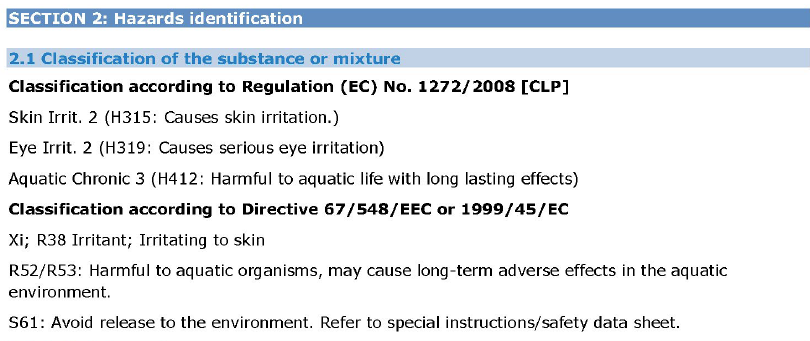 SECTION 2: Hazards identification
2.1 Classification of the substance or mixture
Classification according to Regulation (EC) No. 1272/2008 [CLP]
Skin Irrit. 2 (H315: Causes skin irritation.)
Eye Irrit. 2 (H319: Causes serious eye irritation)
Aquatic Chronic 3 (H412: Harmful to aquatic life with long lasting effects)
Classification according to Directive 67/548/EEC or 1999/45/EC
Xi; R38 Irritant; Irritating to skin
R52/R53: Harmful to aquatic organisms, may cause long-term adverse effects in the aquatic
environment.
S61: Avoid release to the environment. Refer to special instructions/safety data sheet.